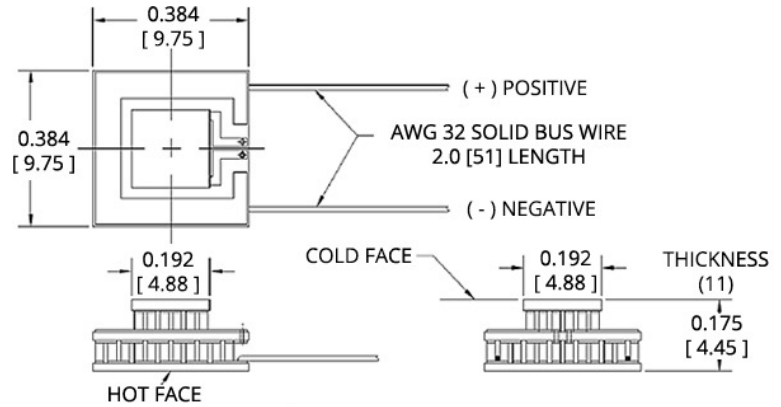 0.384
[ 9.75 ]
( + ) POSITIVE
0.384
[ 9.75 ]
AWG 32 SOLID BUS WIRE
2.0 [51] LENGTH
( - ) NEGATIVE
0.192
[ 4.88 ]
COLD FACE
0.192
[ 4.88 ]
THICKNESS
(11)
0.175
[ 4.45 ]
HOT FACE